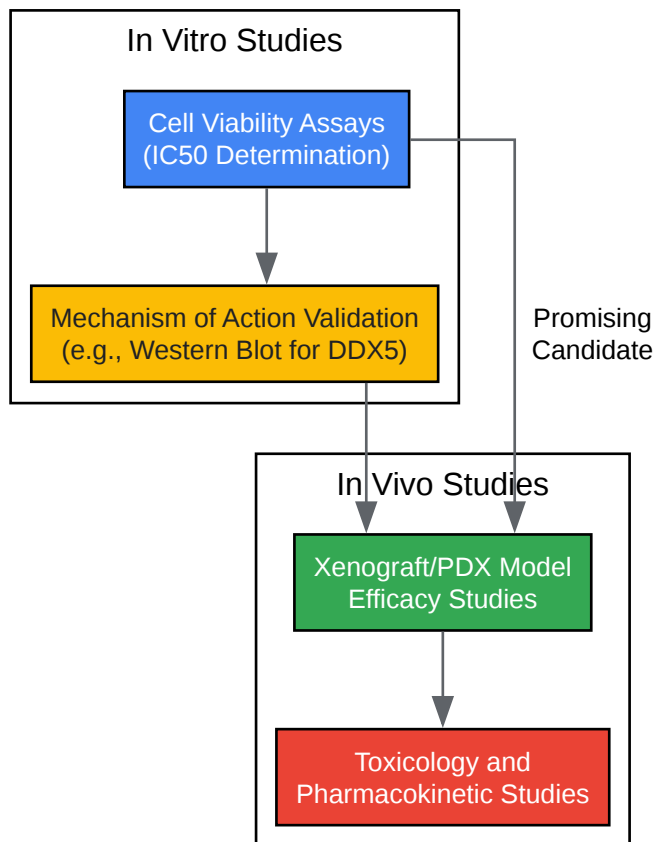 In Vitro Studies
Cell Viability Assays
(IC50 Determination)
Mechanism of Action Validation
(e.g., Western Blot for DDX5)
Promising
Candidate
In Vivo Studies
Xenograft/PDX Model
Efficacy Studies
Toxicology and
Pharmacokinetic Studies